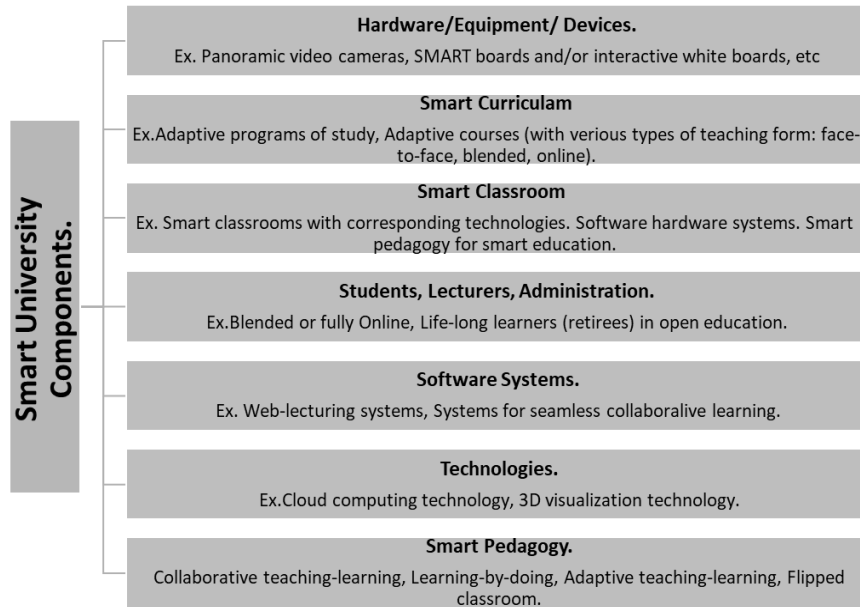 Smart University
Components.
Hardware/Equipment/ Devices.
Ex. Panoramic video cameras, SMART boards and/or interactive white boards, etc
Smart Curriculam
Ex.Adaptive programs of study, Adaptive courses (with verious types of teaching form: face-
to-face, blended, online).
Smart Classroom
Ex. Smart classrooms with corresponding technologies. Software hardware systems. Smart
pedagogy for smart education.
Students, Lecturers, Administration.
Ex.Blended or fully Online, Life-long learners (retirees) in open education.
Software Systems.
Ex. Web-lecturing systems, Systems for seamless collaboralive learning.
Technologies.
Ex.Cloud computing technology, 3D visualization technology.
Smart Pedagogy.
Collaborative teaching-learning, Learning-by-doing, Adaptive teaching-learning, Flipped
classroom.